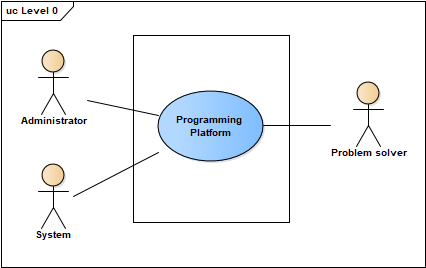 uc Level 0
Administrator
Programming
Platform
Problem solver
System